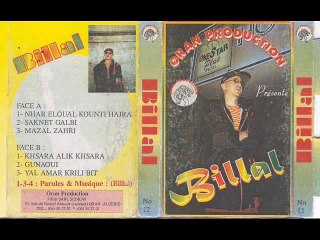 Billal
FACE A :
1- NHAR ELOUAL KOUNTI HAJRA
2- SAKNET GALBI
3- MAZAL ZAHRI
FACE B :
1- KHSARA ALIK KHSARA
2- GUNAOUI
3- YAL AMAR KRILI BIT
1-3-4 : Paroles & Musique : (Billal)
Oran Production
Billal
No
12
ORAN PRODUCTION
Présente
Billal
Billal
No
12